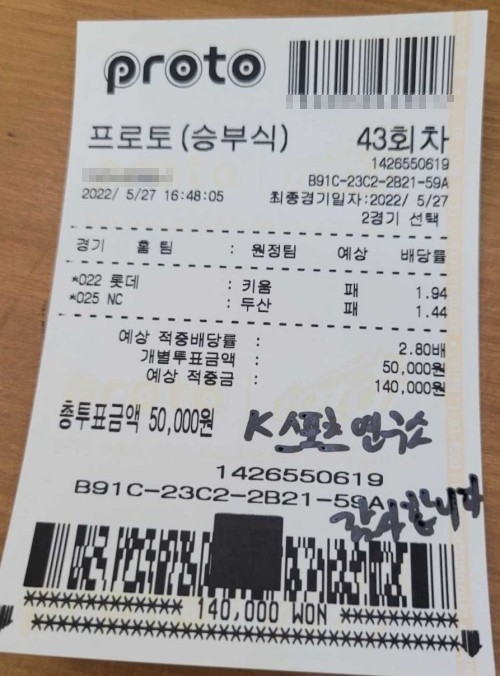 proto
프로토(승부식) 43회차
1426550619
B91C-23C2-2B21-59A
2022/ 5/27 16:48:05 최종경기일자:2022/ 5/27
2경기 선택
경기 홈팀 : 원정팀 예상 배당률
*022 롯데 : 키움 패 1.94
*025 NC : 두산 패 1.44
예상 적중배당률 : 2.80배
개별투표금액 : 50,000원
예상 적중금 : 140,000원
총투표금액 50,000원
K스포츠연구소
1426550619
B91C-23C2-2B21-59A
감사합니다
****************** 140,000 WON ******************